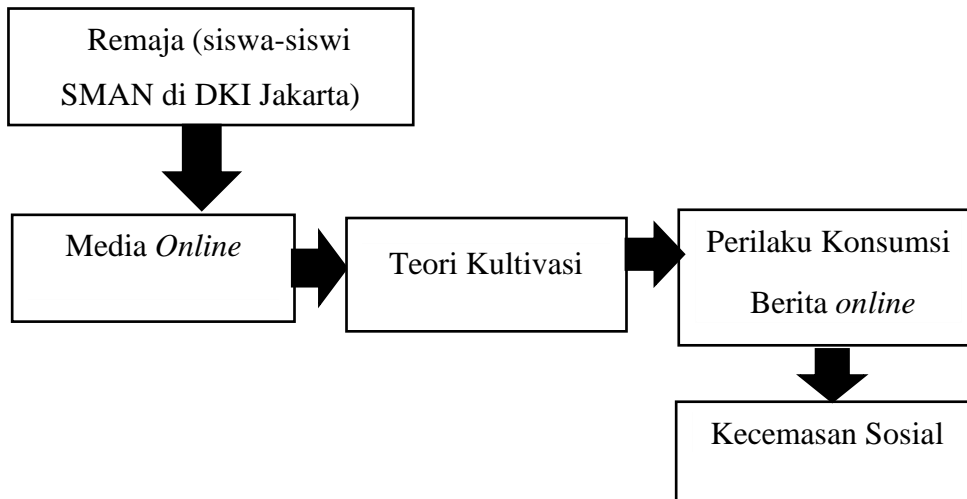 Remaja (siswa-siswi
SMAN di DKI Jakarta)
Media Online
Teori Kultivasi
Perilaku Konsumsi
Berita online
Kecemasan Sosial